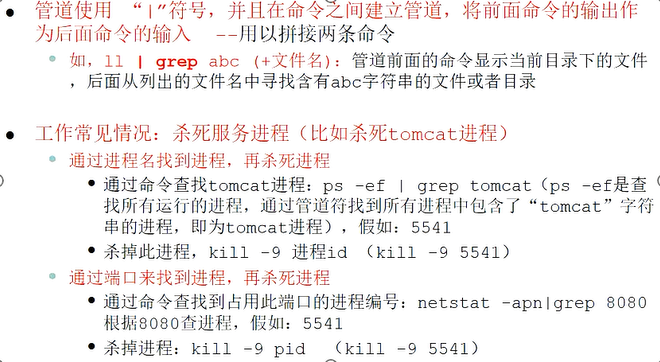 管道使用 “|”符号，并且在命令之间建立管道，将前面命令的输出作
为后面命令的输入 --用以拼接两条命令
如，ll | grep abc (+文件名)：管道前面的命令显示当前目录下的文件
，后面从列出的文件名中寻找含有abc字符串的文件或者目录
工作常见情况：杀死服务进程（比如杀死tomcat进程）
通过进程名找到进程，再杀死进程
通过命令查找tomcat进程：ps -ef | grep tomcat（ps -ef是查
找所有运行的进程，通过管道符找到所有进程中包含了“tomcat”字符
串的进程，即为tomcat进程），假如：5541
杀掉此进程，kill -9 进程id （kill -9 5541）
通过端口来找到进程，再杀死进程
通过命令查找到占用此端口的进程编号：netstat -apn|grep 8080
根据8080查进程，假如：5541
杀掉进程：kill -9 pid （kill -9 5541）